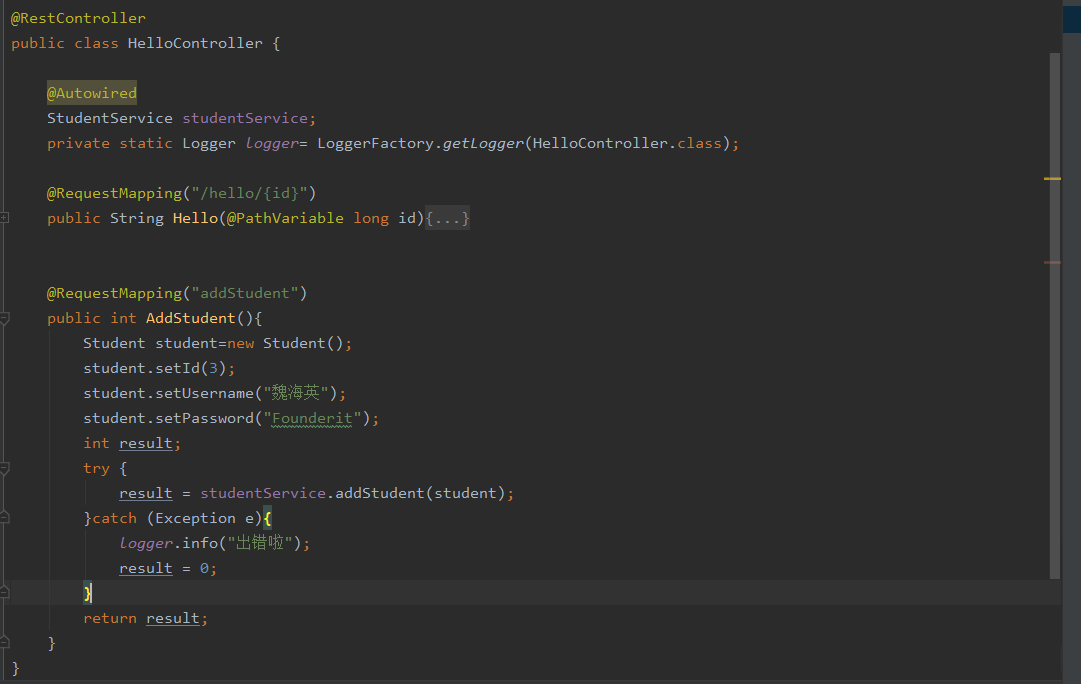 @RestController
public class HelloController {
@Autowired
StudentService studentService;
private static Logger logger= LoggerFactory.getLogger(HelloController.class);
@RequestMapping("/hello/{id}")
public String Hello(@PathVariable long id){...}
@RequestMapping("addStudent")
public int AddStudent(){
Student student=new Student();
student.setId(3);
student.setUsername("魏海英");
student.setPassword("Founderit");
int result;
try {
result = studentService.addStudent(student);
}catch (Exception e){
logger.info("出错啦");
result = 0;
}
return result;
}
}